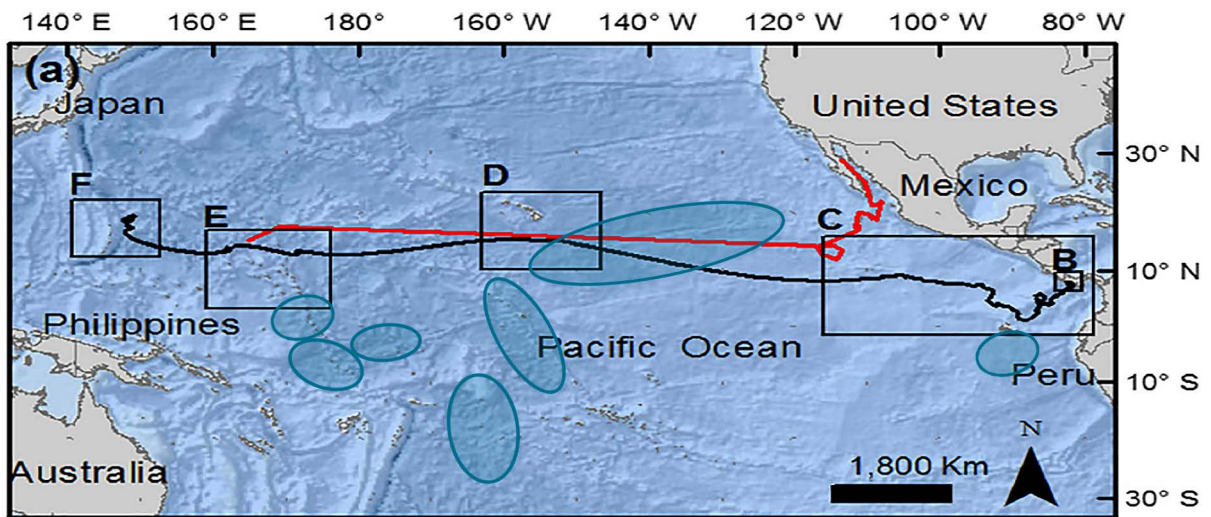 140° E 160° E 180° 160° W 140° W 120° W 100° W 80° W
(a)
Japan
United States
30° N
Mexico
F
D
E
C
B
10° N
Philippines
Pacific Ocean
Peru
10° S
N
Australia
1,800 Km
30° S